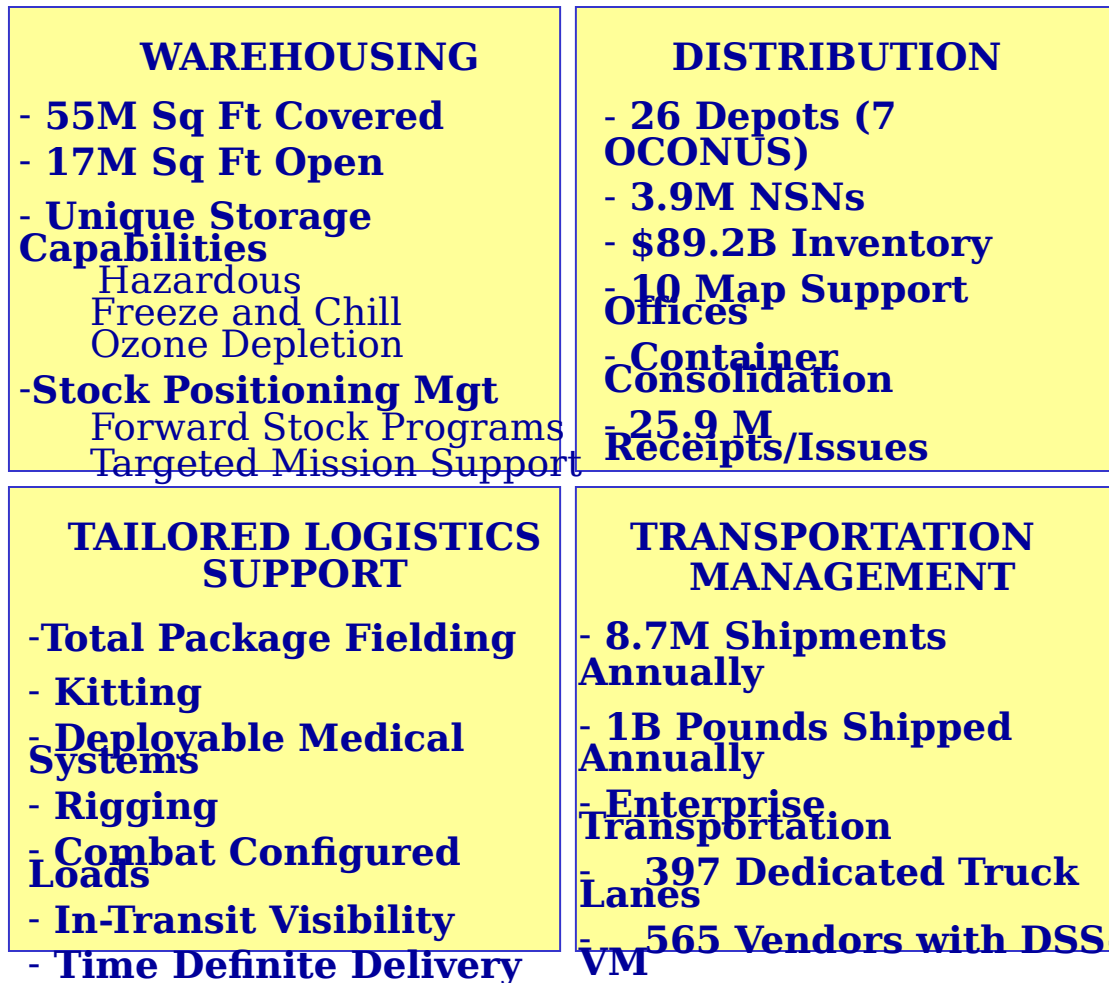 WAREHOUSING
- 55M Sq Ft Covered
- 17M Sq Ft Open
- Unique Storage
Capabilities
Hazardous
Freeze and Chill
Ozone Depletion
-Stock Positioning Mgt
Forward Stock Programs
Targeted Mission Support
DISTRIBUTION
- 26 Depots (7
OCONUS)
- 3.9M NSNs
- $89.2B Inventory
- 10 Map Support
Offices
- Container
Consolidation
- 25.9 M
Receipts/Issues
TAILORED LOGISTICS
SUPPORT
-Total Package Fielding
- Kitting
- Deployable Medical
Systems
- Rigging
- Combat Configured
Loads
- In-Transit Visibility
- Time Definite Delivery
TRANSPORTATION
MANAGEMENT
- 8.7M Shipments
Annually
- 1B Pounds Shipped
Annually
- Enterprise
Transportation
- 397 Dedicated Truck
Lanes
- 565 Vendors with DSS
VM